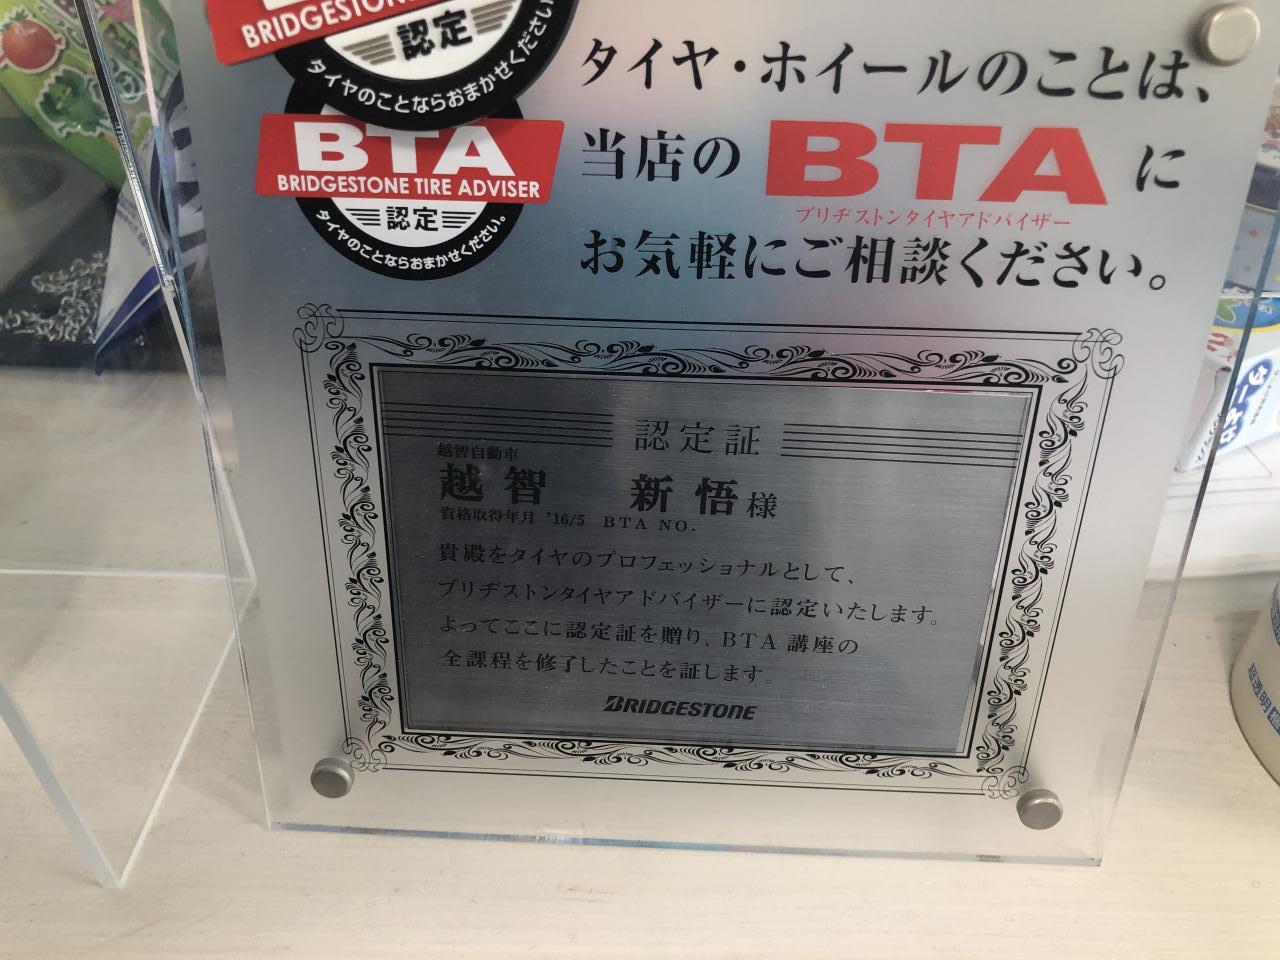 BRIDGESTONE
認定
タイヤのことならおまかせください
BTA
BRIDGESTONE TIRE ADVISER
認定
タイヤのことならおまかせください。
タイヤ・ホイールのことは、
当店の BTA に
ブリヂストンタイヤアドバイザー
お気軽にご相談ください。
認定証
越智自動車
越智 新悟様
資格取得年月 '16/5 BTA NO.
貴殿をタイヤのプロフェッショナルとして、
ブリヂストンタイヤアドバイザーに認定いたします。
よってここに認定証を贈り、BTA 講座の
全課程を修了したことを証します。
BRIDGESTONE
超透明